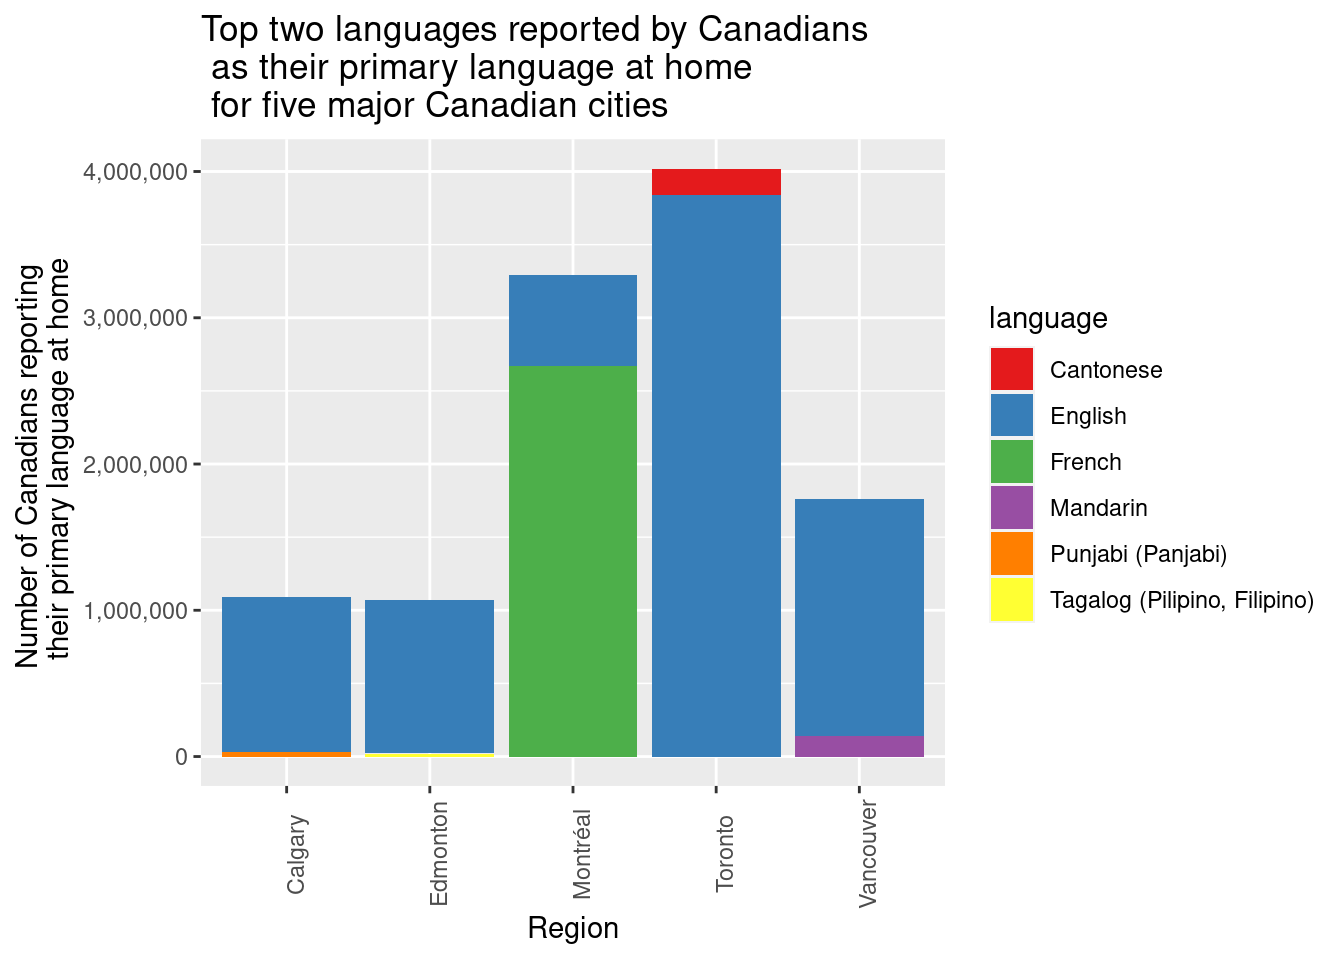 Top two languages reported by Canadians
as their primary language at home
for five major Canadian cities
Number of Canadians reporting
their primary language at home
4,000,000
3,000,000
2,000,000
1,000,000
0
Calgary
Edmonton
Montréal
Toronto
Vancouver
Region
language
Cantonese
English
French
Mandarin
Punjabi (Panjabi)
Tagalog (Pilipino, Filipino)